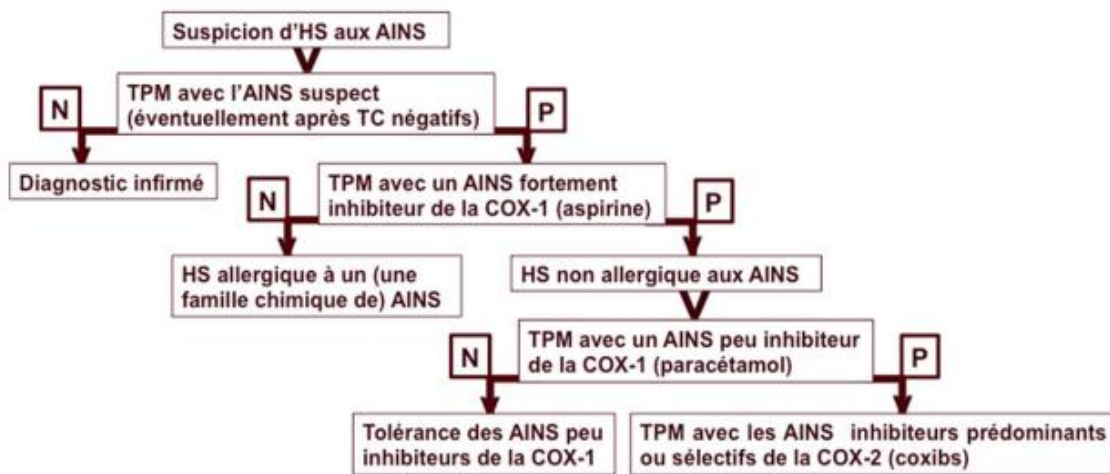 Suspicion d'HS aux AINS
TPM avec l'AINS suspect
(éventuellement après TC négatifs)
N
P
Diagnostic infirmé
TPM avec un AINS fortement
inhibiteur de la COX-1 (aspirine)
N
P
HS allergique à un (une
famille chimique de) AINS
HS non allergique aux AINS
TPM avec un AINS peu inhibiteur
de la COX-1 (paracétamol)
N
P
Tolérance des AINS peu
inhibiteurs de la COX-1
TPM avec les AINS inhibiteurs prédominants
ou sélectifs de la COX-2 (coxibs)